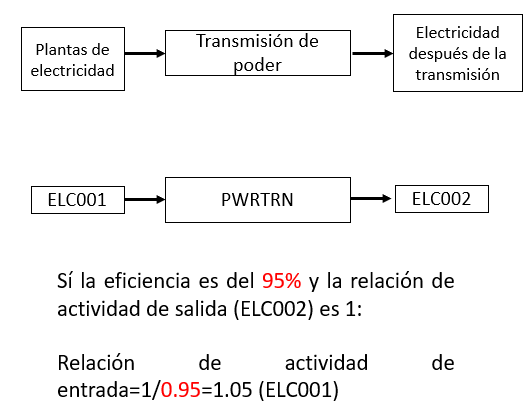 Plantas de
electricidad
Transmisión de
poder
Electricidad
después de la
transmisión
ELC001
PWRTRN
ELC002
Sí la eficiencia es del 95% y la relación de
actividad de salida (ELC002) es 1:
Relación de actividad de
entrada=1/0.95=1.05 (ELC001)